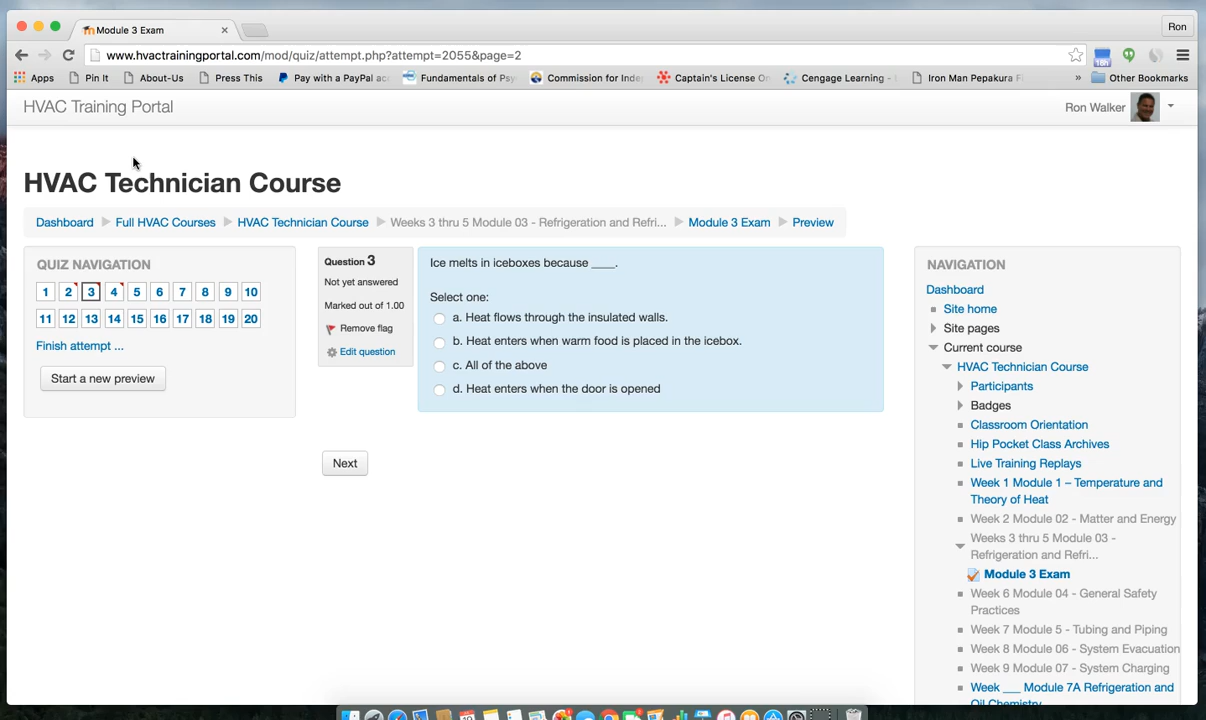 Module 3 Exam
Ron
www.hvactrainingportal.com/mod/quiz/attempt.php?attempt=2055&page=2
Apps
Pin It
About-Us
Press This
Pay with a PayPal acc
Fundamentals of Psy
Commission for Inde
Captain's License On
Cengage Learning -
Iron Man Pepakura F
»
Other Bookmarks
HVAC Training Portal
Ron Walker
HVAC Technician Course
Dashboard
Full HVAC Courses
HVAC Technician Course
Weeks 3 thru 5 Module 03 - Refrigeration and Refri...
Module 3 Exam
Preview
QUIZ NAVIGATION
1 2 3 4 5 6 7 8 9 10
11 12 13 14 15 16 17 18 19 20
Finish attempt ...
Start a new preview
Question 3
Not yet answered
Marked out of 1.00
Remove flag
Edit question
Ice melts in iceboxes because ____.
Select one:
a. Heat flows through the insulated walls.
b. Heat enters when warm food is placed in the icebox.
c. All of the above
d. Heat enters when the door is opened
Next
NAVIGATION
Dashboard
Site home
Site pages
Current course
HVAC Technician Course
Participants
Badges
Classroom Orientation
Hip Pocket Class Archives
Live Training Replays
Week 1 Module 1 – Temperature and
Theory of Heat
Week 2 Module 02 - Matter and Energy
Weeks 3 thru 5 Module 03 -
Refrigeration and Refri...
Module 3 Exam
Week 6 Module 04 - General Safety
Practices
Week 7 Module 5 - Tubing and Piping
Week 8 Module 06 - System Evacuation
Week 9 Module 07 - System Charging
Week ___ Module 7A Refrigeration and
Oil Chemistry